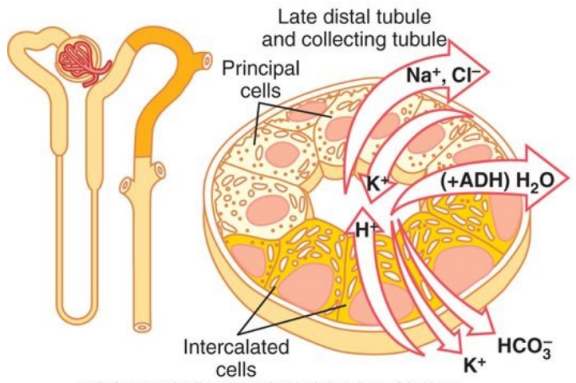 Late distal tubule
and collecting tubule
Principal
cells
Na⁺, Cl⁻
K⁺
(+ADH) H₂O
H⁺
Intercalated
cells
K⁺
HCO₃⁻